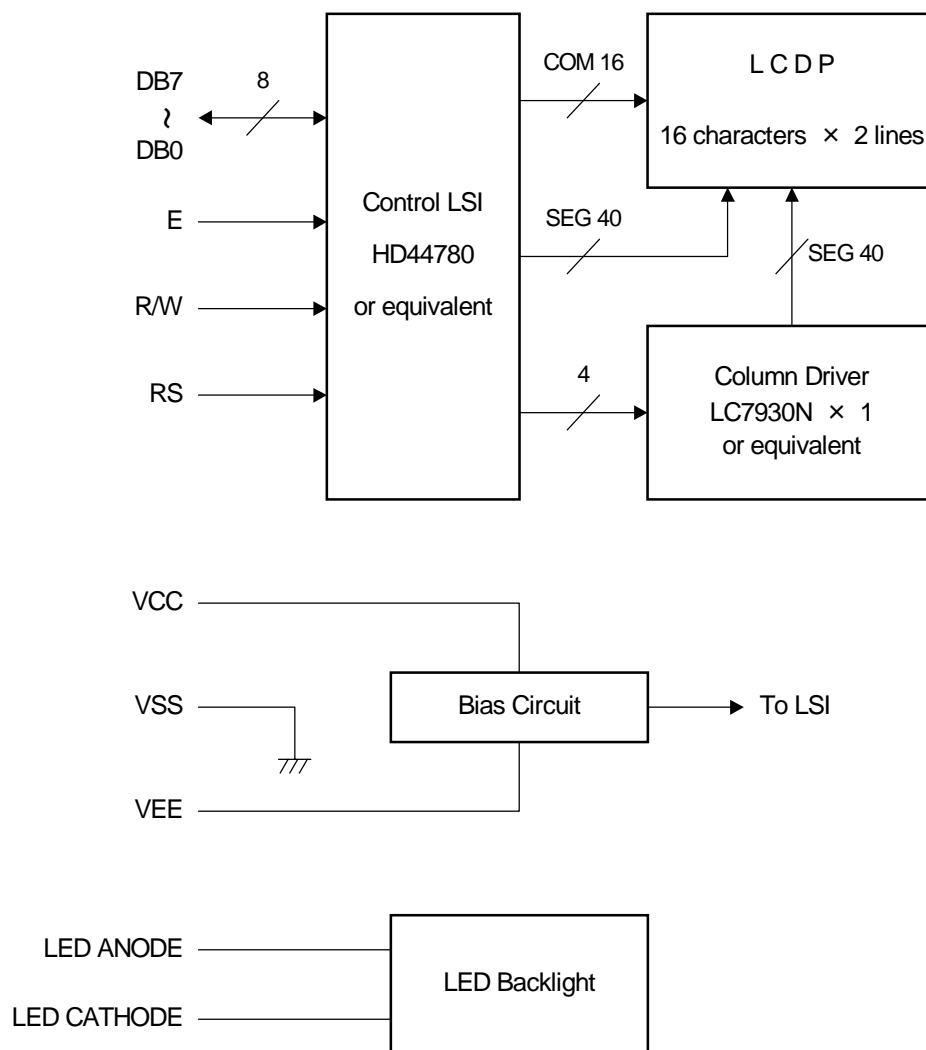 DB7
~
DB0
8
E
R/W
RS
Control LSI
HD44780
or equivalent
COM 16
SEG 40
4
L C D P
16 characters × 2 lines
SEG 40
Column Driver
LC7930N × 1
or equivalent
VCC
VSS
VEE
Bias Circuit
To LSI
LED ANODE
LED CATHODE
LED Backlight